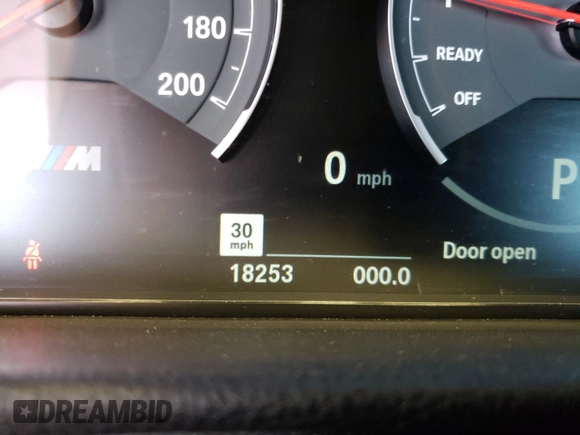 180
200
READY
OFF
M
0 mph
P
30
mph
Door open
18253 000.0
DREAMBID